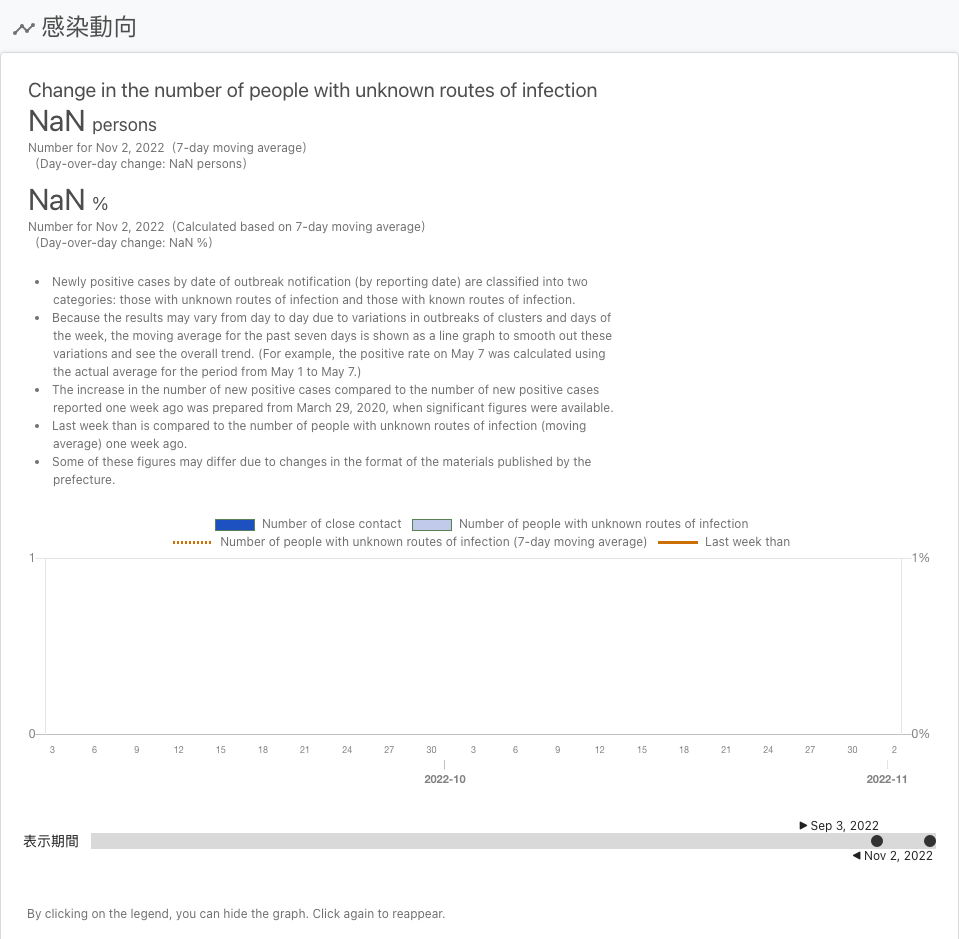 感染動向
Change in the number of people with unknown routes of infection
NaN persons
Number for Nov 2, 2022 (7-day moving average)
(Day-over-day change: NaN persons)
NaN %
Number for Nov 2, 2022 (Calculated based on 7-day moving average)
(Day-over-day change: NaN %)
• Newly positive cases by date of outbreak notification (by reporting date) are classified into two
categories: those with unknown routes of infection and those with known routes of infection.
• Because the results may vary from day to day due to variations in outbreaks of clusters and days of
the week, the moving average for the past seven days is shown as a line graph to smooth out these
variations and see the overall trend. (For example, the positive rate on May 7 was calculated using
the actual average for the period from May 1 to May 7.)
• The increase in the number of new positive cases compared to the number of new positive cases
reported one week ago was prepared from March 29, 2020, when significant figures were available.
• Last week than is compared to the number of people with unknown routes of infection (moving
average) one week ago.
• Some of these figures may differ due to changes in the format of the materials published by the
prefecture.
Number of close contact Number of people with unknown routes of infection
Number of people with unknown routes of infection (7-day moving average) Last week than
1 1%
0 0%
3 6 9 12 15 18 21 24 27 30 3 6 9 12 15 18 21 24 27 30 2
2022-10 2022-11
▶ Sep 3, 2022
表示期間
◀ Nov 2, 2022
By clicking on the legend, you can hide the graph. Click again to reappear.